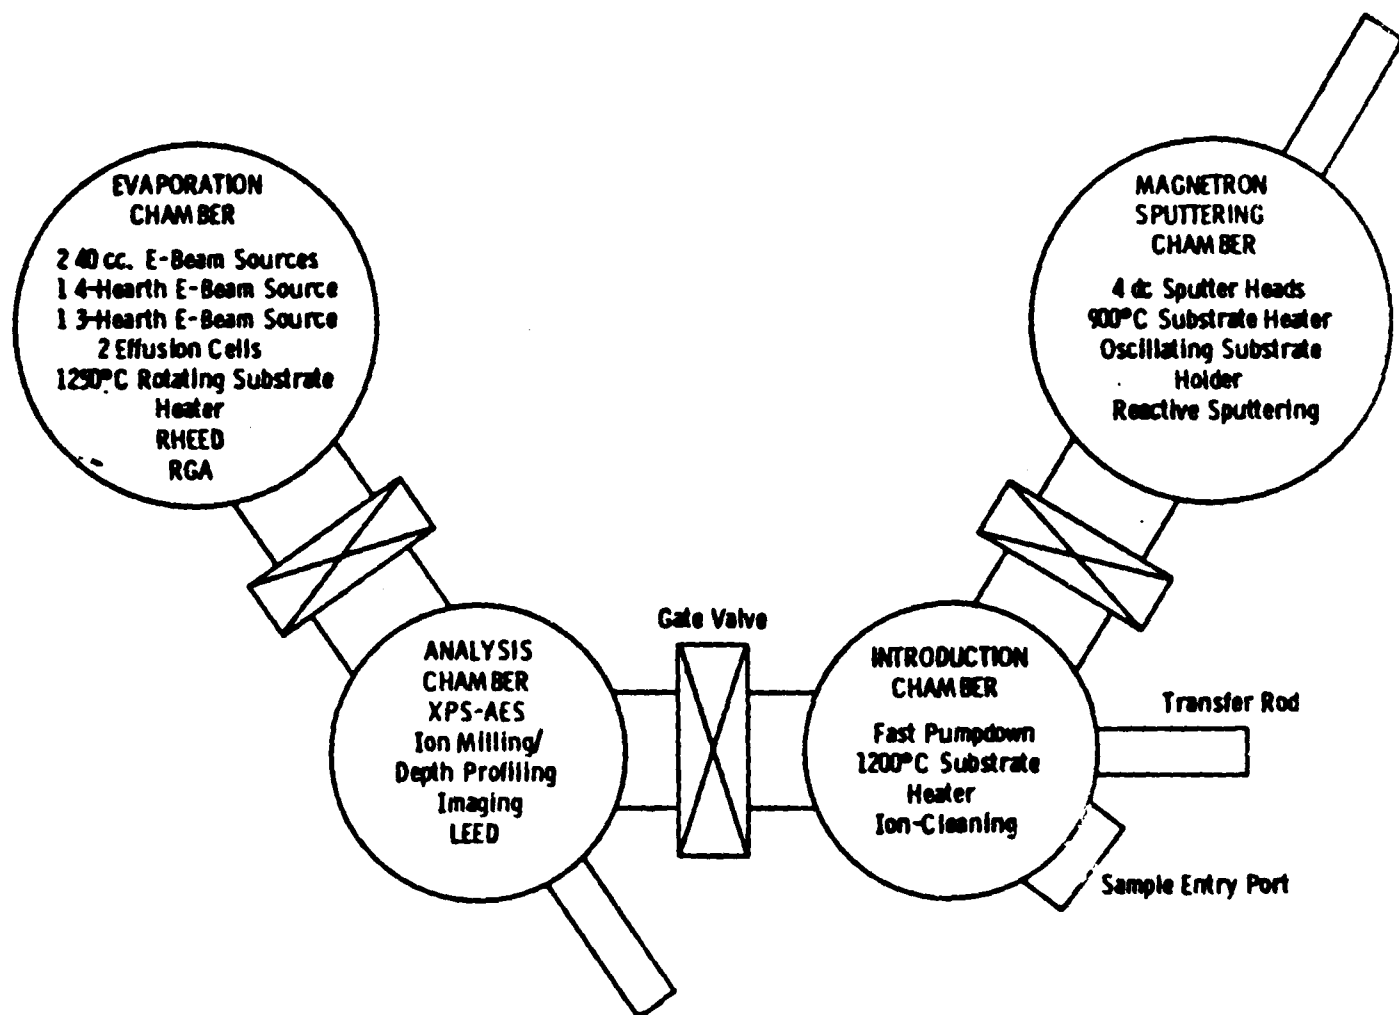 EVAPORATION
CHAMBER
2 40 cc. E-Beam Sources
1 4-Hearth E-Beam Source
1 3-Hearth E-Beam Source
2 Effusion Cells
1250°C Rotating Substrate
Heater
RHEED
RGA
MAGNETRON
SPUTTERING
CHAMBER
4 dc Sputter Heads
900°C Substrate Heater
Oscillating Substrate
Holder
Reactive Sputtering
Gate Valve
ANALYSIS
CHAMBER
XPS-AES
Ion Milling/
Depth Profiling
Imaging
LEED
INTRODUCTION
CHAMBER
Fast Pumpdown
1200°C Substrate
Heater
Ion-Cleaning
Transfer Rod
Sample Entry Port